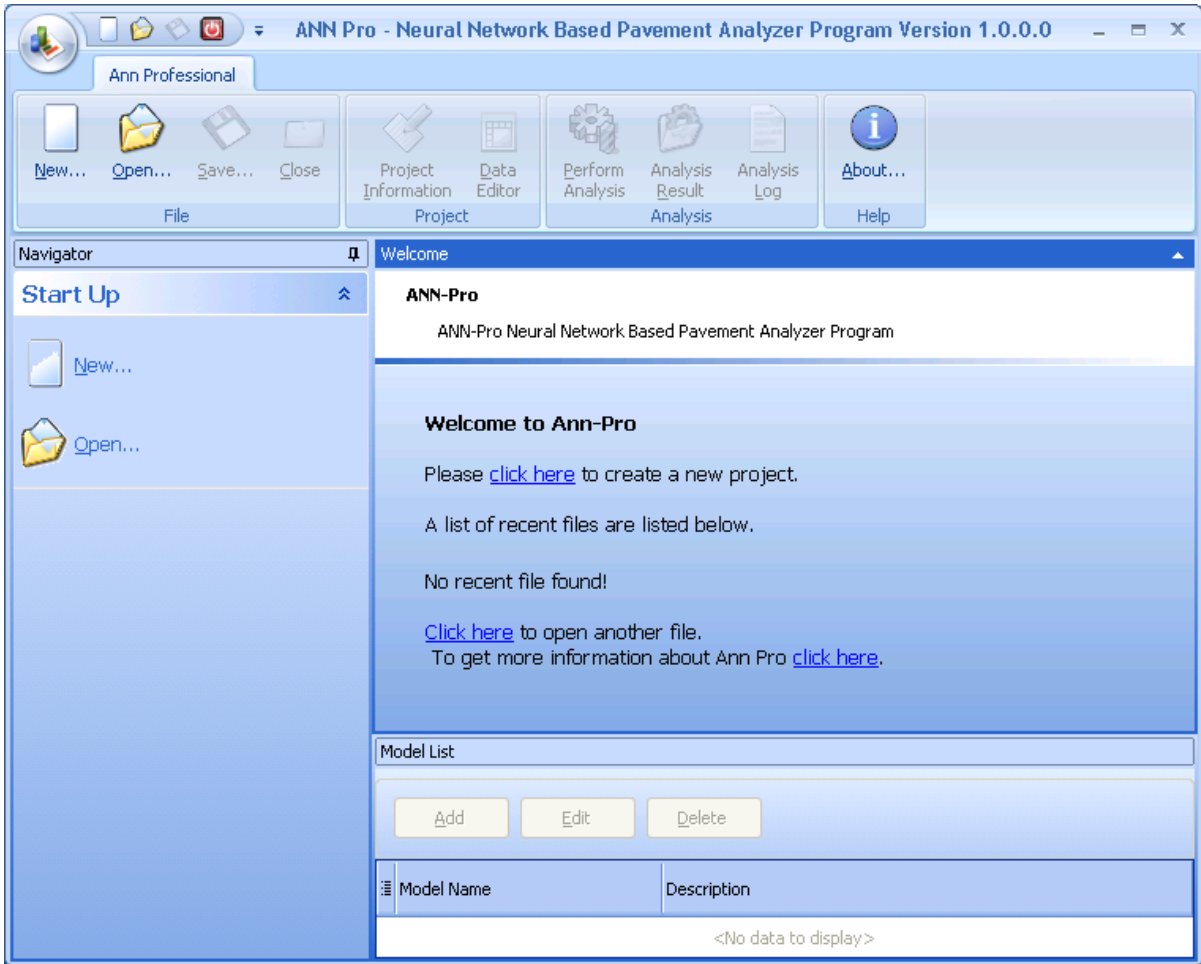 ANN Pro - Neural Network Based Pavement Analyzer Program Version 1.0.0.0
Ann Professional
New... Open... Save... Close Project Information Data Editor Perform Analysis Analysis Result Analysis Log About...
File Project Analysis Help
Navigator
Start Up
New...
Open...
Welcome
ANN-Pro
ANN-Pro Neural Network Based Pavement Analyzer Program
Welcome to Ann-Pro
Please click here to create a new project.
A list of recent files are listed below.
No recent file found!
Click here to open another file.
To get more information about Ann Pro click here.
Model List
Add Edit Delete
Model Name Description
<No data to display>